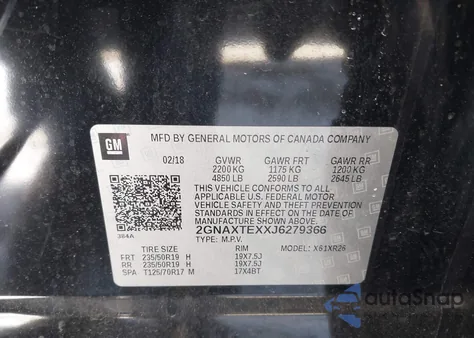 GM
MFD BY GENERAL MOTORS OF CANADA COMPANY
02/18 GVWR GAWR FRT GAWR RR
2200 KG 1175 KG 1200 KG
4850 LB 2590 LB 2645 LB
THIS VEHICLE CONFORMS TO ALL
APPLICABLE U.S. FEDERAL MOTOR
VEHICLE SAFETY AND THEFT PREVENTION
STANDARDS IN EFFECT ON THE DATE OF
MANUFACTURE SHOWN ABOVE.
384A
2GNAXTEXXJ6279366
TYPE: M.P.V. MODEL: X61XR26
TIRE SIZE RIM
FRT 235/50R19 H 19X7.5J
RR 235/50R19 H 19X7.5J
SPA T125/70R17 M 17X4BT
autoSnap